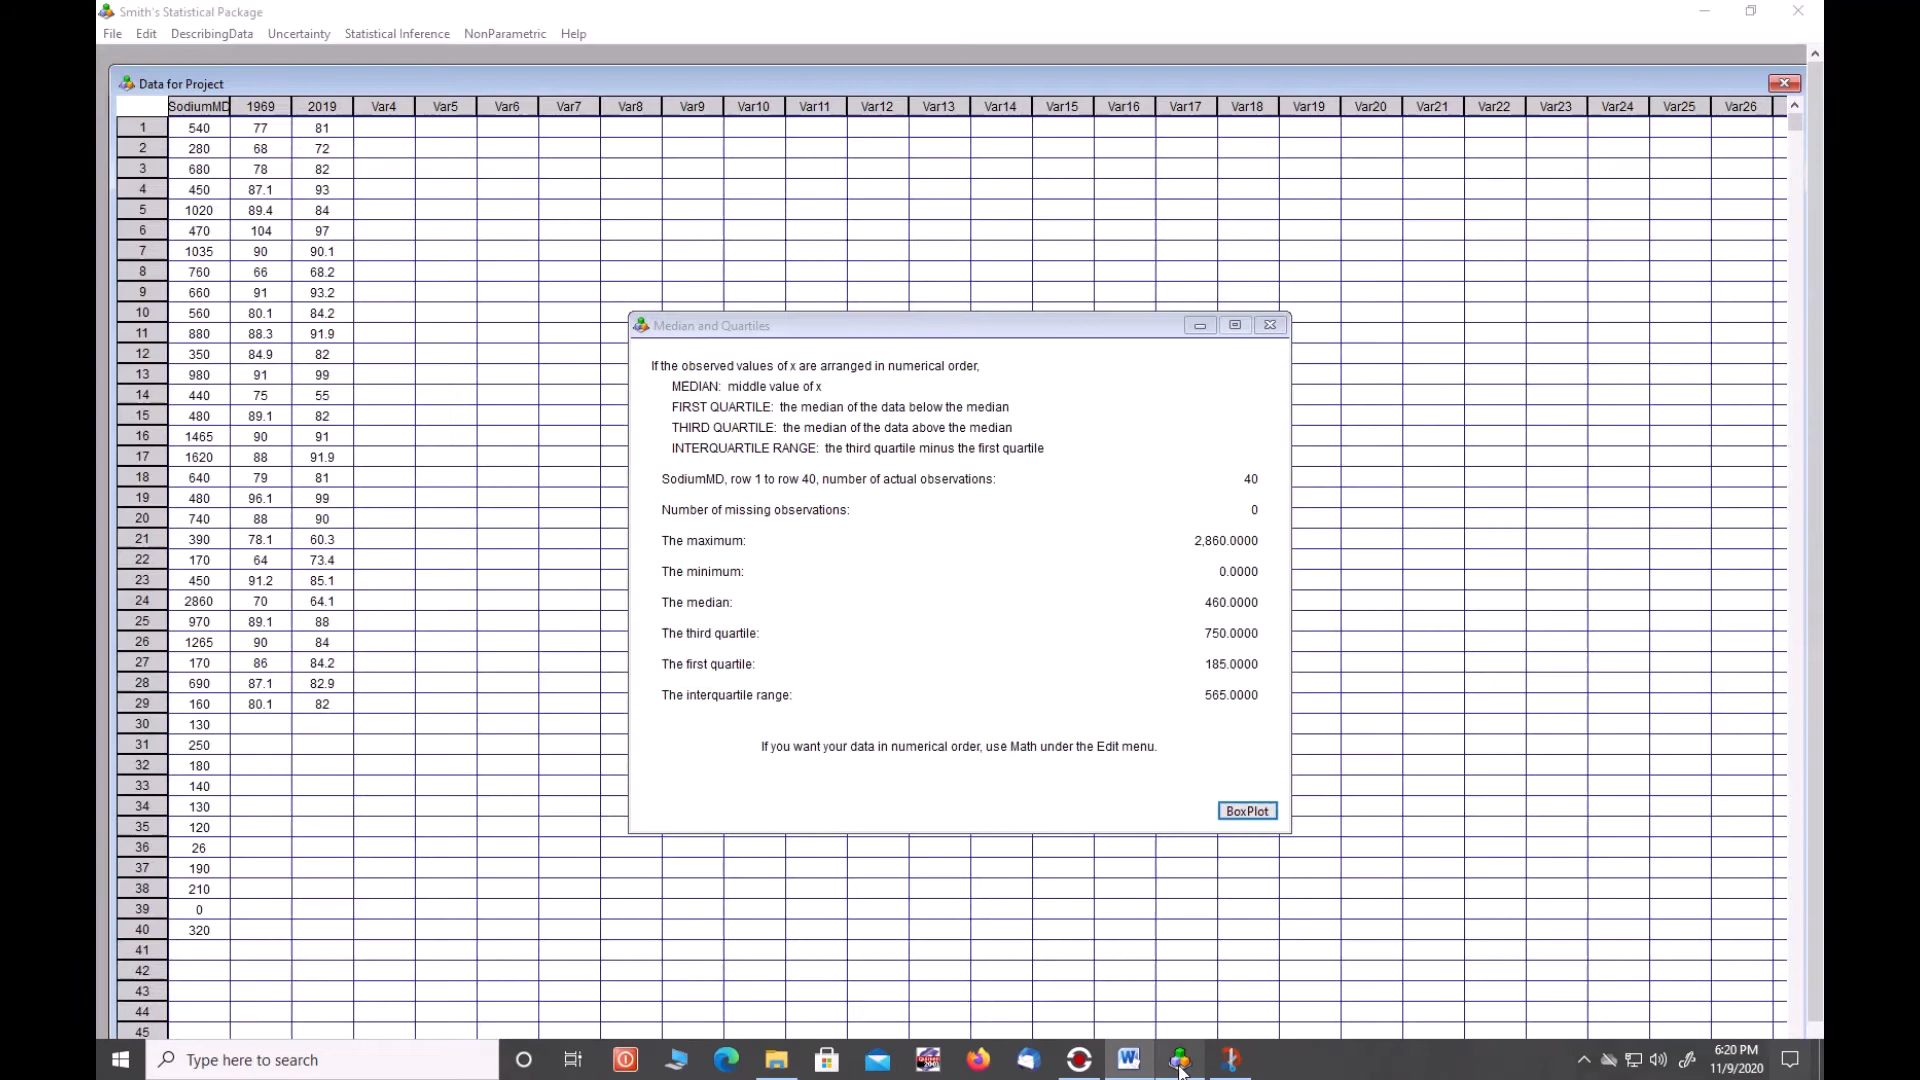 Smith's Statistical Package
File Edit DescribingData Uncertainty Statistical Inference NonParametric Help
Data for Project
SodiumMD 1969 2019 Var4 Var5 Var6 Var7 Var8 Var9 Var10 Var11 Var12 Var13 Var14 Var15 Var16 Var17 Var18 Var19 Var20 Var21 Var22 Var23 Var24 Var25 Var26
1 540 77 81
2 280 68 72
3 680 78 82
4 450 87.1 93
5 1020 89.4 84
6 470 104 97
7 1035 90 90.1
8 760 66 68.2
9 660 91 93.2
10 560 80.1 84.2
11 880 88.3 91.9
12 350 84.9 82
13 980 91 99
14 440 75 55
15 480 89.1 82
16 1465 90 91
17 1620 88 91.9
18 640 79 81
19 480 96.1 99
20 740 88 90
21 390 78.1 60.3
22 170 64 73.4
23 450 91.2 85.1
24 2860 70 64.1
25 970 89.1 88
26 1265 90 84
27 170 86 84.2
28 690 87.1 82.9
29 160 80.1 82
30 130
31 250
32 180
33 140
34 130
35 120
36 26
37 190
38 210
39 0
40 320
41
42
43
44
45
Median and Quartiles
If the observed values of x are arranged in numerical order,
MEDIAN: middle value of x
FIRST QUARTILE: the median of the data below the median
THIRD QUARTILE: the median of the data above the median
INTERQUARTILE RANGE: the third quartile minus the first quartile
SodiumMD, row 1 to row 40, number of actual observations: 40
Number of missing observations: 0
The maximum: 2,860.0000
The minimum: 0.0000
The median: 460.0000
The third quartile: 750.0000
The first quartile: 185.0000
The interquartile range: 565.0000
If you want your data in numerical order, use Math under the Edit menu.
BoxPlot
Type here to search
6:20 PM
11/9/2020